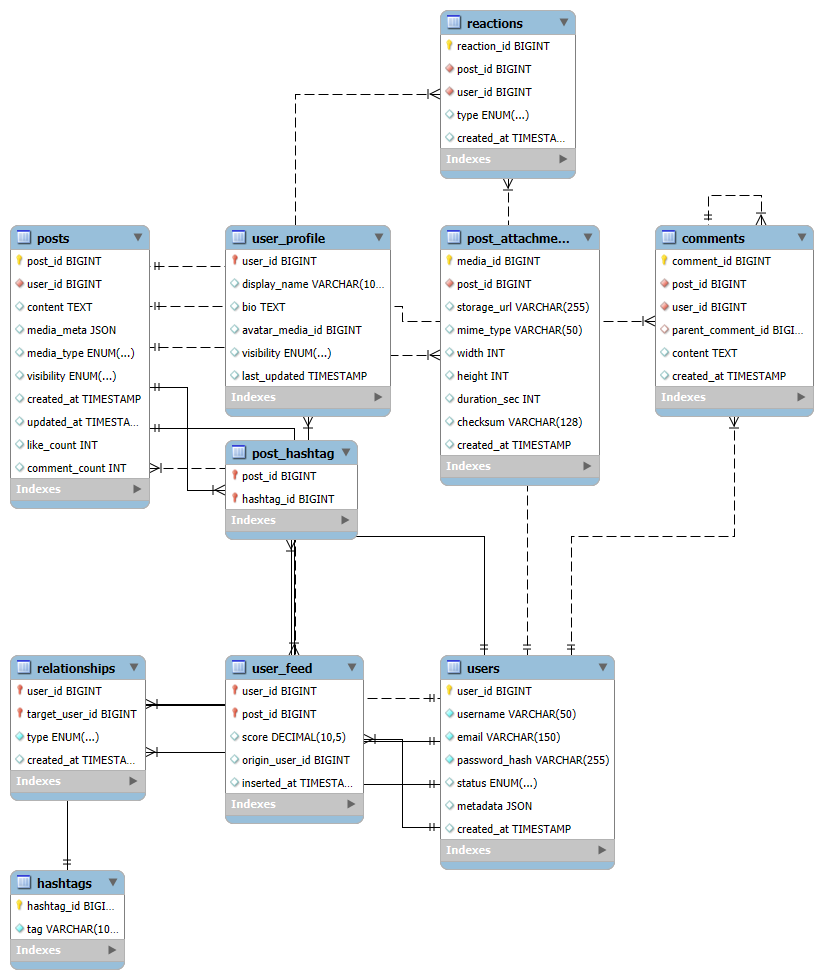 reactions
reaction_id BIGINT
post_id BIGINT
user_id BIGINT
type ENUM(...)
created_at TIMESTA...
Indexes
posts
post_id BIGINT
user_id BIGINT
content TEXT
media_meta JSON
media_type ENUM(...)
visibility ENUM(...)
created_at TIMESTAMP
updated_at TIMESTA...
like_count INT
comment_count INT
Indexes
user_profile
user_id BIGINT
display_name VARCHAR(10...
bio TEXT
avatar_media_id BIGINT
visibility ENUM(...)
last_updated TIMESTAMP
Indexes
post_attachme...
media_id BIGINT
post_id BIGINT
storage_url VARCHAR(255)
mime_type VARCHAR(50)
width INT
height INT
duration_sec INT
checksum VARCHAR(128)
created_at TIMESTAMP
Indexes
comments
comment_id BIGINT
post_id BIGINT
user_id BIGINT
parent_comment_id BIGI...
content TEXT
created_at TIMESTAMP
Indexes
post_hashtag
post_id BIGINT
hashtag_id BIGINT
Indexes
relationships
user_id BIGINT
target_user_id BIGINT
type ENUM(...)
created_at TIMESTA...
Indexes
user_feed
user_id BIGINT
post_id BIGINT
score DECIMAL(10,5)
origin_user_id BIGINT
inserted_at TIMESTA...
Indexes
users
user_id BIGINT
username VARCHAR(50)
email VARCHAR(150)
password_hash VARCHAR(255)
status ENUM(...)
metadata JSON
created_at TIMESTAMP
Indexes
hashtags
hashtag_id BIGI...
tag VARCHAR(10...
Indexes